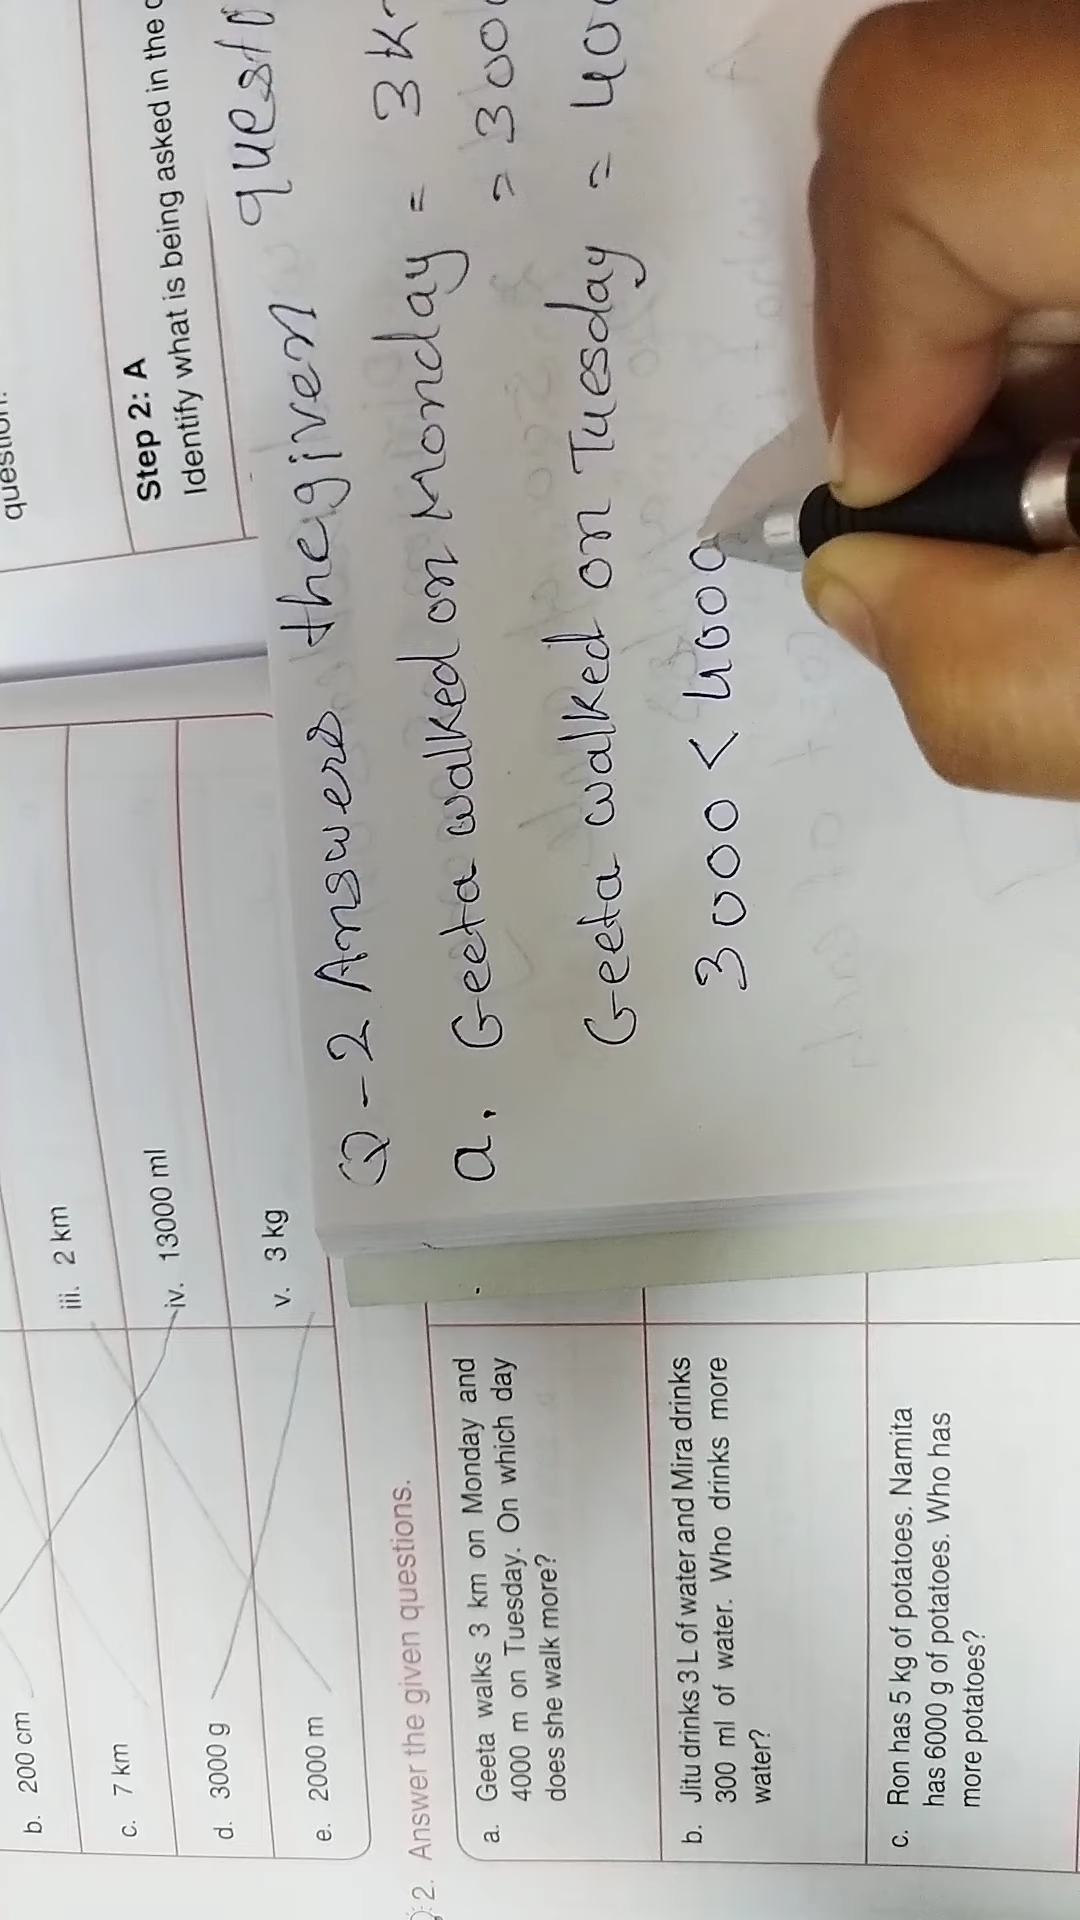 b. 200 cm
c. 7 km
iii. 2 km
d. 3000 g
iv. 13000 ml
e. 2000 m
v. 3 kg
Step 2: A
Identify what is being asked in the
question.
2. Answer the given questions.
a. Geeta walks 3 km on Monday and
4000 m on Tuesday. On which day
does she walk more?
b. Jitu drinks 3 L of water and Mira drinks
300 ml of water. Who drinks more
water?
c. Ron has 5 kg of potatoes. Namita
has 6000 g of potatoes. Who has
more potatoes?
Q-2 Answers the given
a. Geeta walked on Monday = 3
= 300
Geeta walked on Tuesday = 40
3000 < 4000